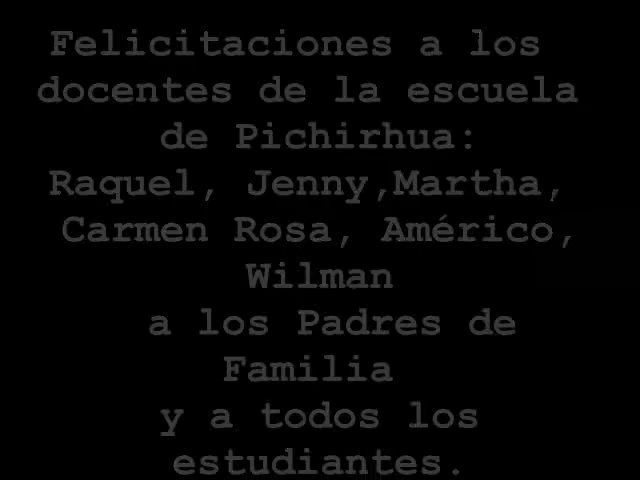 Felicitaciones a los
docentes de la escuela
de Pichirhua:
Raquel, Jenny,Martha,
Carmen Rosa, Américo,
Wilman
a los Padres de
Familia
y a todos los
estudiantes.